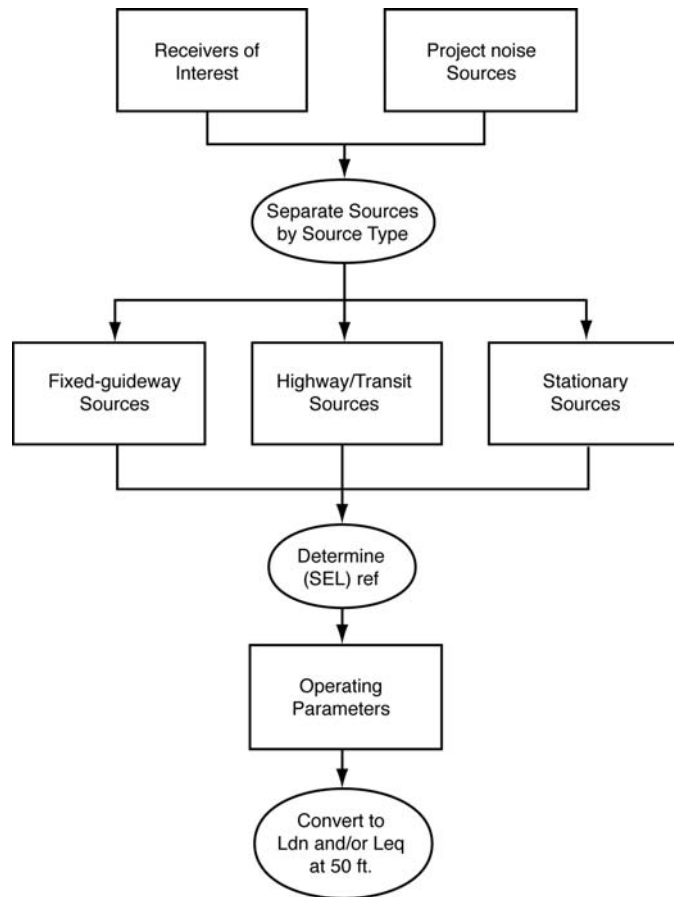 Receivers of
Interest
Project noise
Sources
Separate Sources
by Source Type
Fixed-guideway
Sources
Highway/Transit
Sources
Stationary
Sources
Determine
(SEL) ref
Operating
Parameters
Convert to
Ldn and/or Leq
at 50 ft.